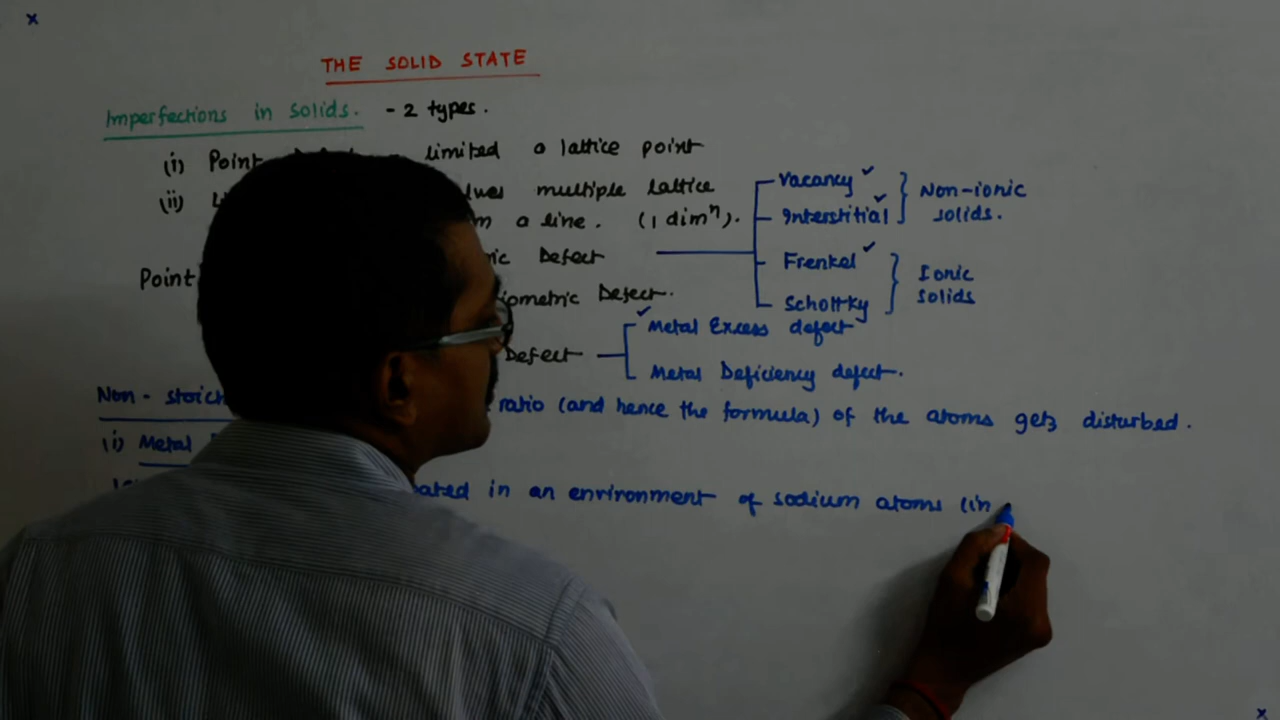 x
THE SOLID STATE
Imperfections in solids. - 2 types.
(i) Point limited a lattice point
(ii) multiple lattice
a line. (1 dimⁿ).
Vacancy ✓
Interstitial ✓
Non-ionic
solids.
Point Defect
Frenkel ✓
Schottky
Ionic
solids
Defect.
Defect
✓ Metal Excess defect
Metal Deficiency defect.
Non - ratio (and hence the formula) of the atoms gets disturbed.
(i) Metal
in an environment of sodium atoms (in
x